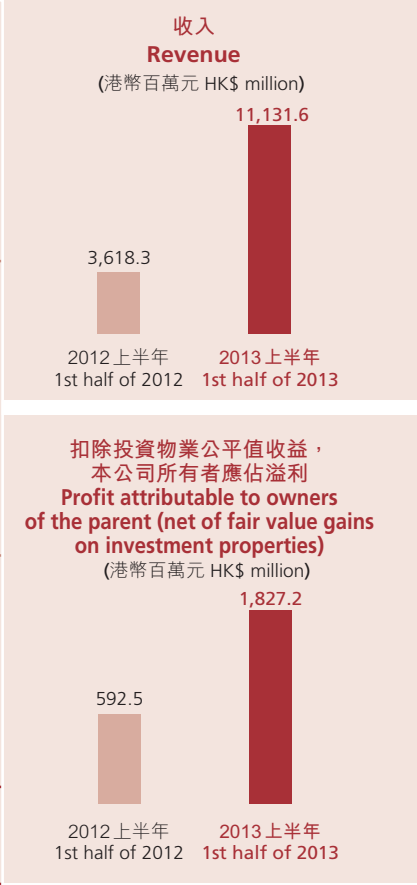 收入
Revenue
(港幣百萬元 HK$ million)
11,131.6
3,618.3
2012上半年 2013上半年
1st half of 2012 1st half of 2013
扣除投資物業公平值收益，
本公司所有者應佔溢利
Profit attributable to owners
of the parent (net of fair value gains
on investment properties)
(港幣百萬元 HK$ million)
1,827.2
592.5
2012上半年 2013上半年
1st half of 2012 1st half of 2013